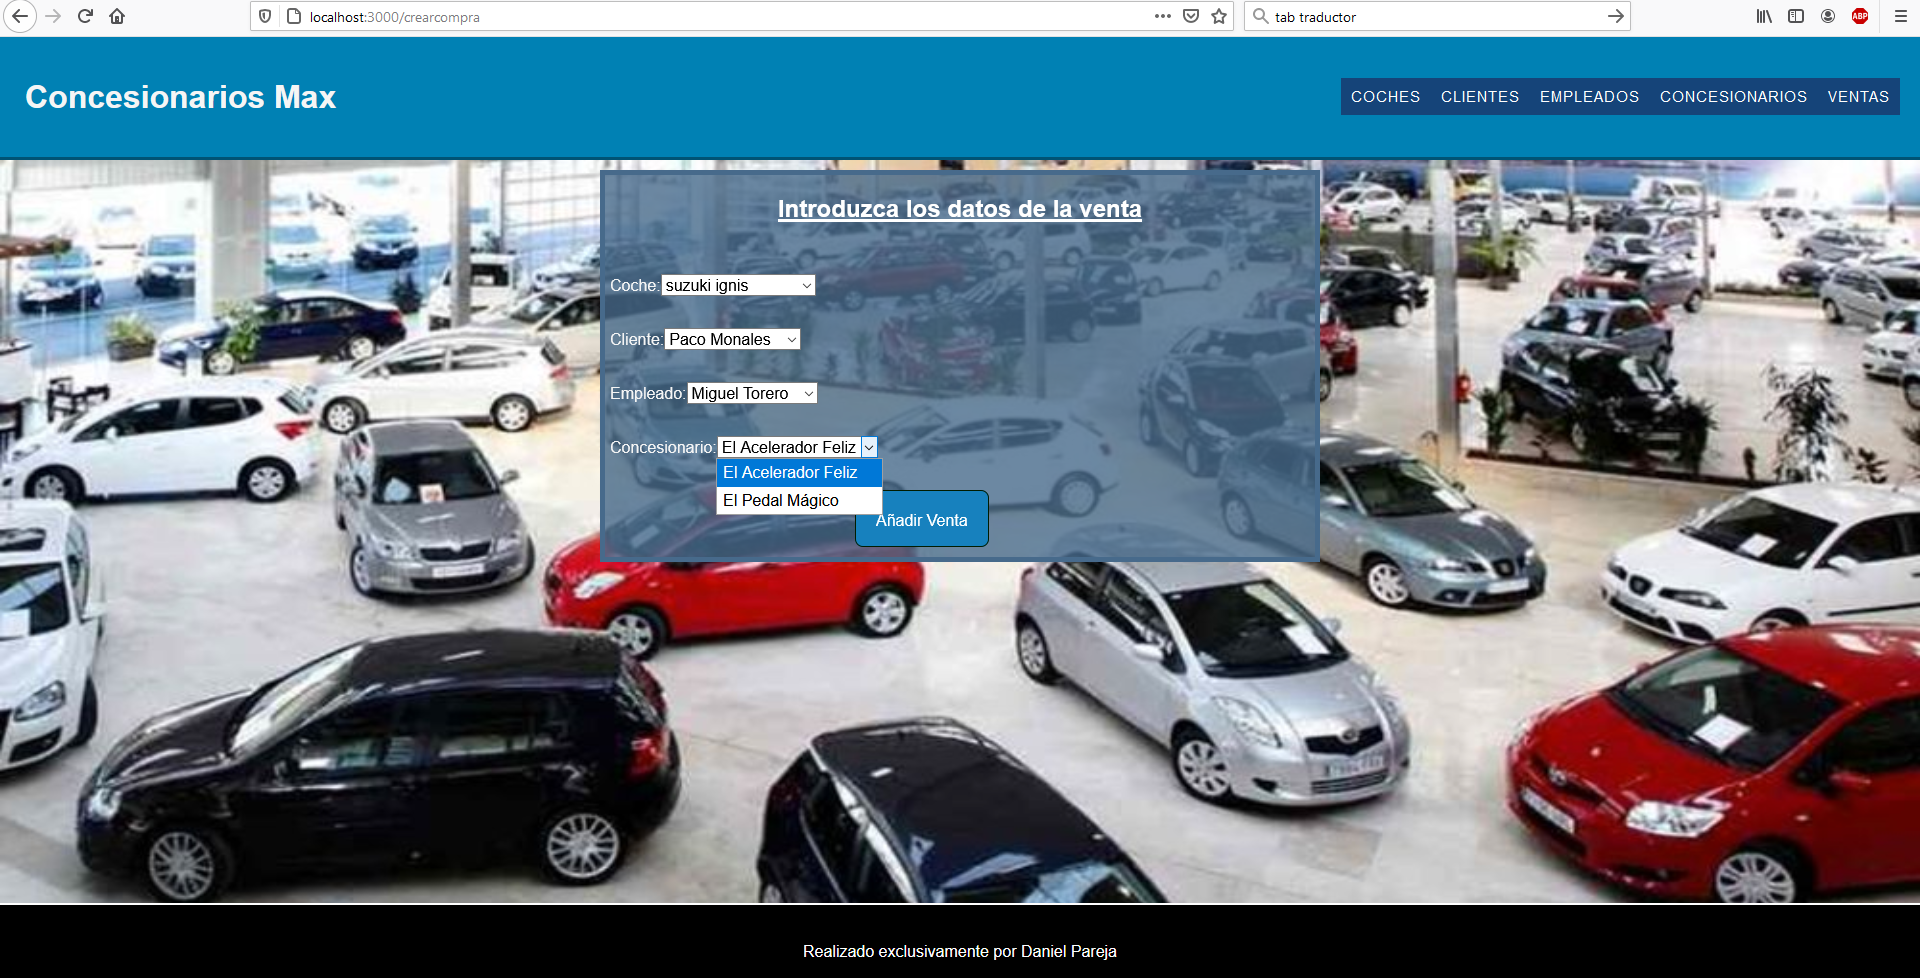 localhost:3000/crearcompra
tab traductor
ABP
Concesionarios Max
COCHES CLIENTES EMPLEADOS CONCESIONARIOS VENTAS
Introduzca los datos de la venta
Coche: suzuki ignis
Cliente: Paco Monales
Empleado: Miguel Torero
Concesionario: El Acelerador Feliz
El Acelerador Feliz
El Pedal Mágico
Añadir Venta
Realizado exclusivamente por Daniel Pareja